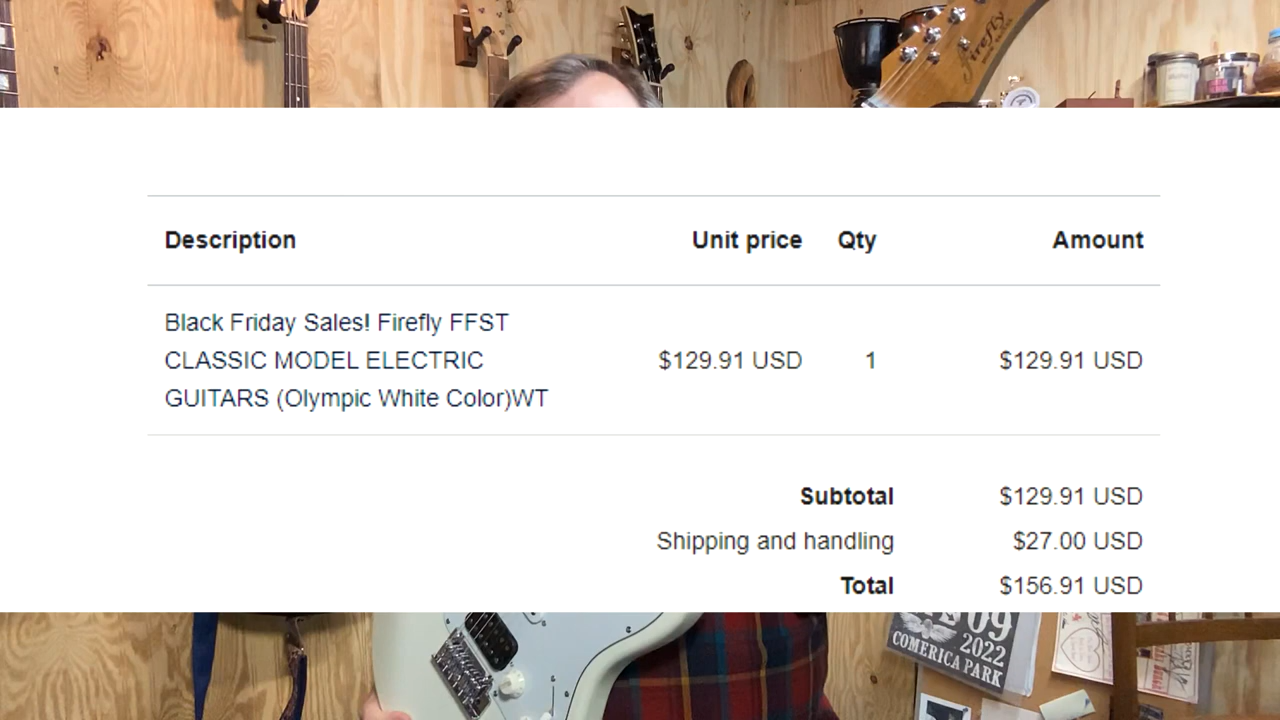 Firefly
Description Unit price Qty Amount
Black Friday Sales! Firefly FFST
CLASSIC MODEL ELECTRIC $129.91 USD 1 $129.91 USD
GUITARS (Olympic White Color)WT
Subtotal $129.91 USD
Shipping and handling $27.00 USD
Total $156.91 USD
09
2022
COMERICA PARK